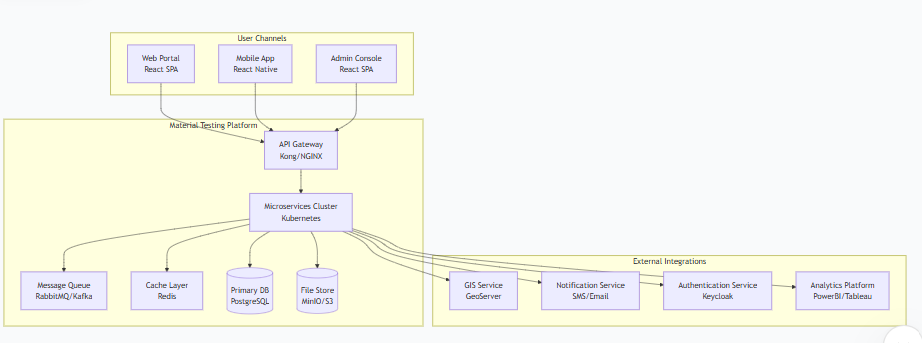 User Channels
Web Portal
React SPA
Mobile App
React Native
Admin Console
React SPA
Material Testing Platform
API Gateway
Kong/NGINX
Microservices Cluster
Kubernetes
Message Queue
RabbitMQ/Kafka
Cache Layer
Redis
Primary DB
PostgreSQL
File Store
MinIO/S3
External Integrations
GIS Service
GeoServer
Notification Service
SMS/Email
Authentication Service
Keycloak
Analytics Platform
PowerBI/Tableau